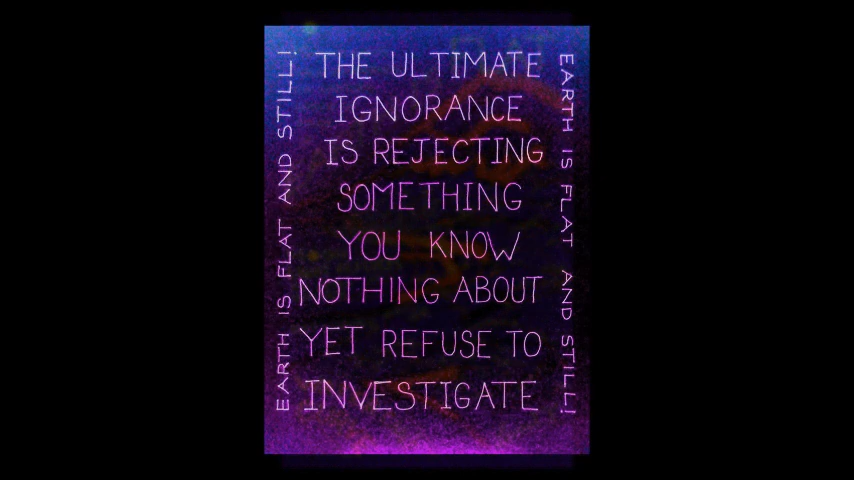 THE ULTIMATE
IGNORANCE
IS REJECTING
SOMETHING
YOU KNOW
NOTHING ABOUT
YET REFUSE TO
INVESTIGATE
EARTH IS FLAT AND STILL!
EARTH IS FLAT AND STILL!